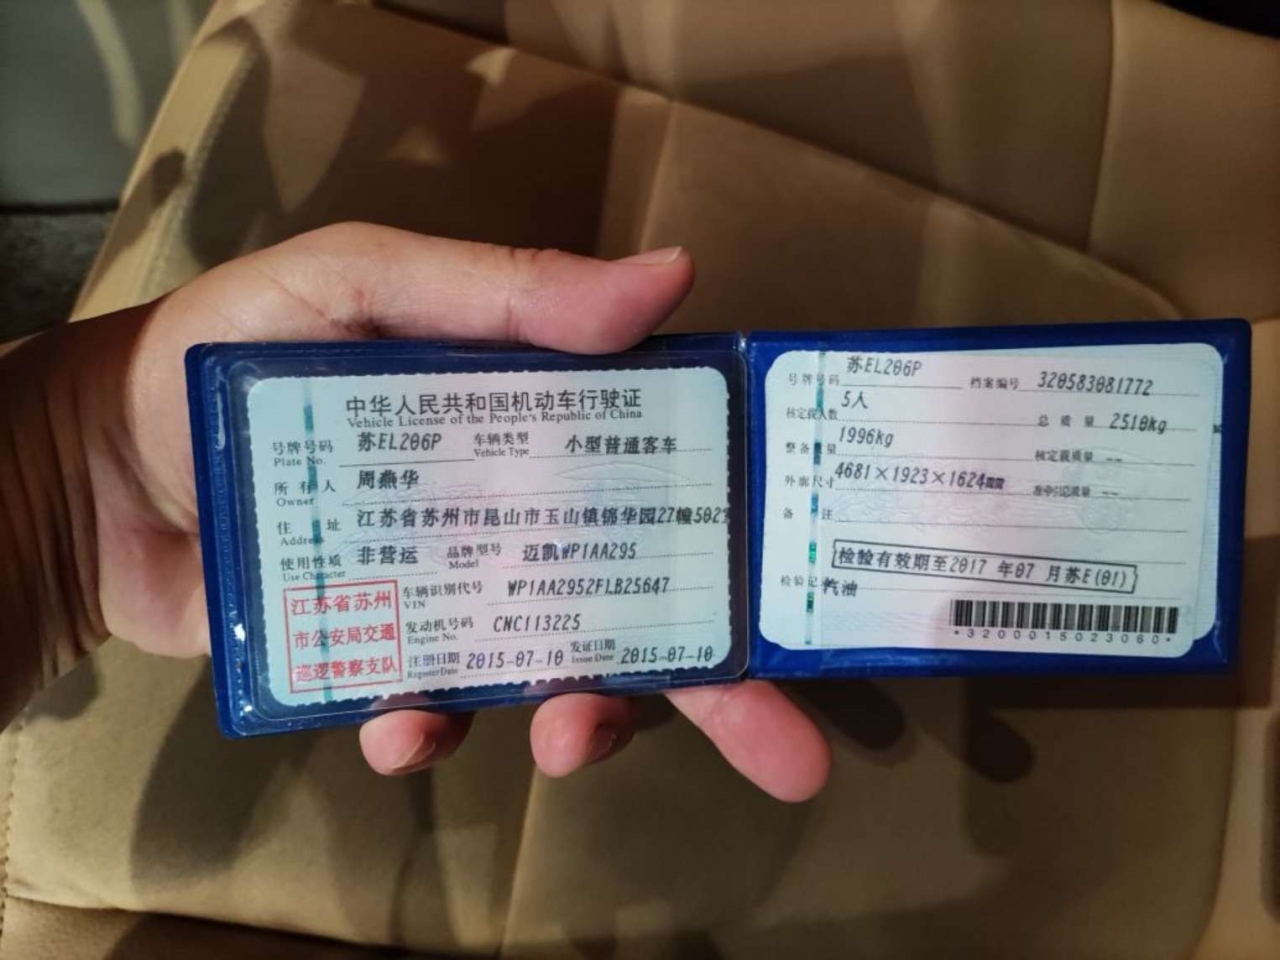 中华人民共和国机动车行驶证
Vehicle License of the People's Republic of China
号牌号码 苏EL206P 车辆类型 小型普通客车
Plate No. Vehicle Type
所有人 周燕华
Owner
住址 江苏省苏州市昆山市玉山镇锦华园27幢502室
Address
使用性质 非营运 品牌型号 迈凯WP1AA295
Use Character Model
江苏省苏州
市公安局交通
巡逻警察支队
车辆识别代号 WP1AA2952FLB25647
VIN
发动机号码 CNC113225
Engine No.
注册日期 2015-07-10 发证日期 2015-07-10
Register Date Issue Date
号牌号码 苏EL206P 档案编号 320583081772
核定载人数 5人 总质量 2510kg
整备质量 1996kg 核定载质量 --
外廓尺寸 4681×1923×1624mm 准牵引总质量 --
备注
检验有效期至2017 年07 月苏E(01)
检验记录 汽油
*3200015023060*